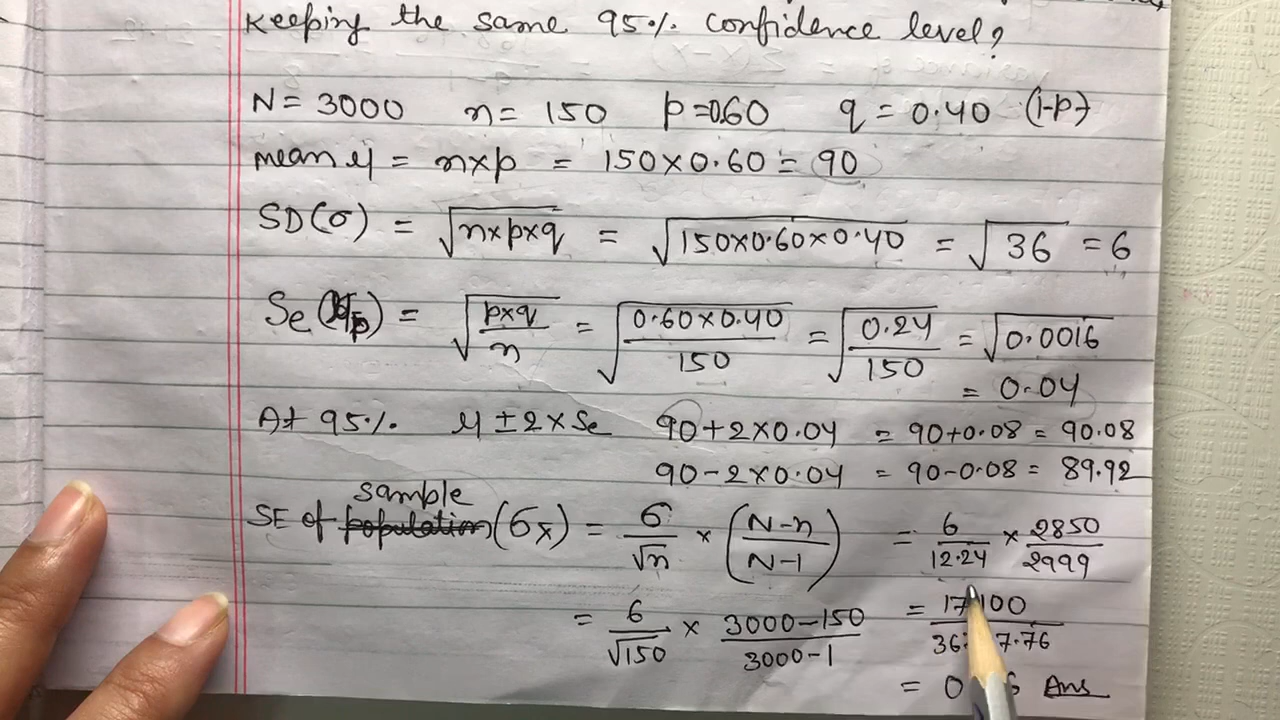 Keeping the same 95% confidence level?
N = 3000 n = 150 p = 0.60 q = 0.40 (1-p)
mean μ = n×p = 150×0.60 = 90
SD(σ) = √n×p×q = √150×0.60×0.40 = √36 = 6
Se = √p×q/n = √0.60×0.40/150 = √0.24/150 = √0.0016
= 0.04
At 95% μ ± 2×Se 90+2×0.04 = 90+0.08 = 90.08
90-2×0.04 = 90-0.08 = 89.92
sample
SE of population (σx) = σ/√n × (N-n/N-1) = 6/12.24 × 2850/2999
= 6/√150 × 3000-150/3000-1 = 17100
= Ans